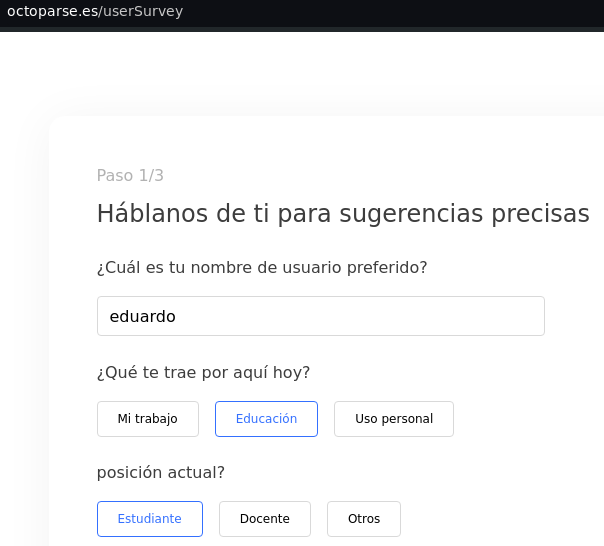 octoparse.es/userSurvey
Paso 1/3
Háblanos de ti para sugerencias precisas
¿Cuál es tu nombre de usuario preferido?
eduardo
¿Qué te trae por aquí hoy?
Mi trabajo Educación Uso personal
posición actual?
Estudiante Docente Otros